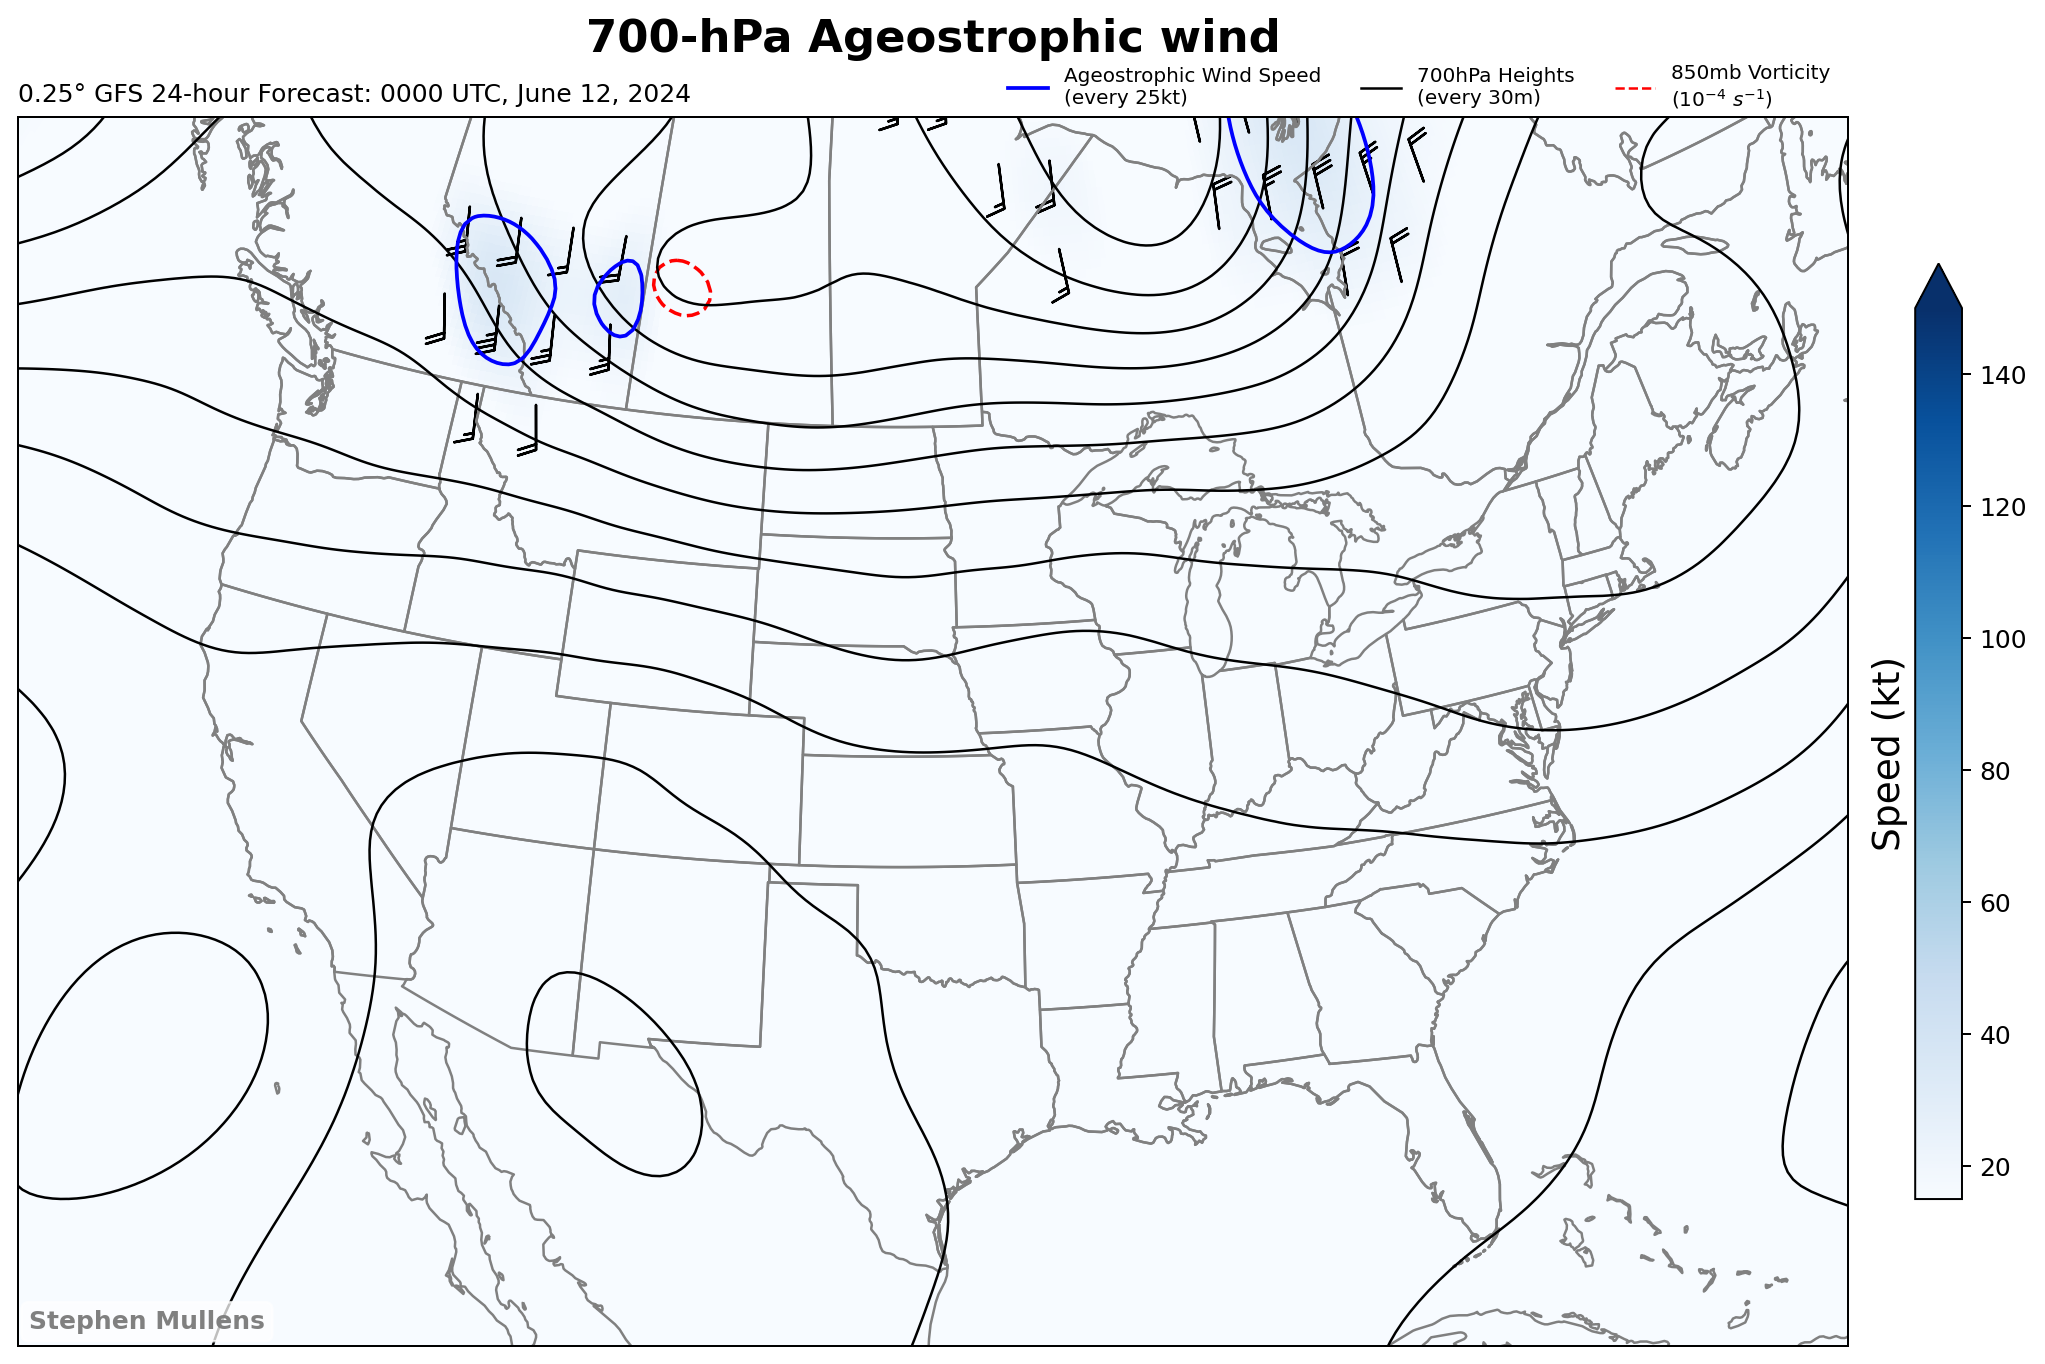 700-hPa Ageostrophic wind
0.25° GFS 24-hour Forecast: 0000 UTC, June 12, 2024
Ageostrophic Wind Speed
(every 25kt)
700hPa Heights
(every 30m)
850mb Vorticity
(10⁻⁴ s⁻¹)
140
120
100
80
60
40
20
Speed (kt)
Stephen Mullens